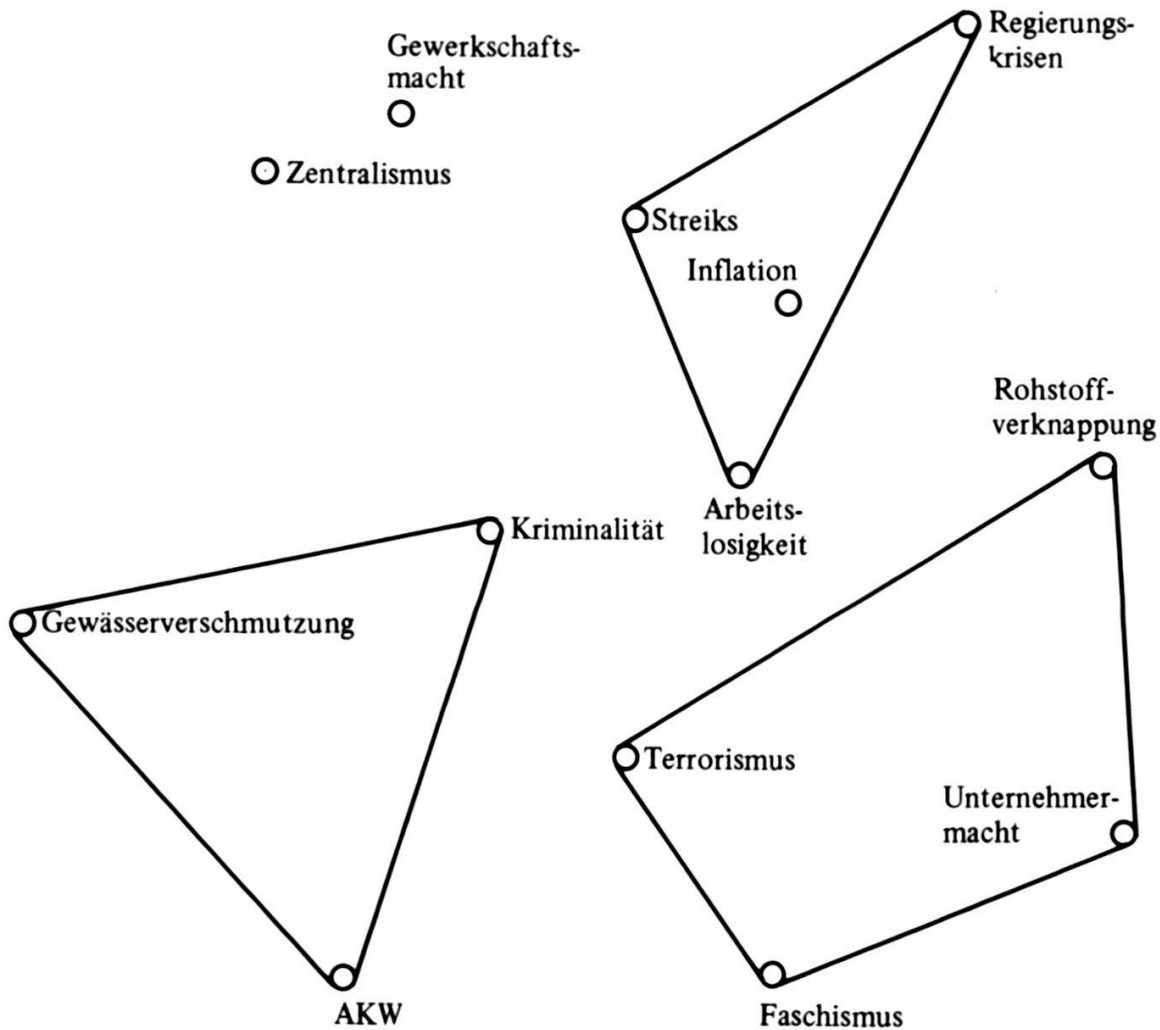 Gewerkschafts-
macht
Zentralismus
Regierungs-
krisen
Streiks
Inflation
Arbeits-
losigkeit
Rohstoff-
verknappung
Kriminalität
Gewässerverschmutzung
Terrorismus
Unternehmer-
macht
AKW
Faschismus